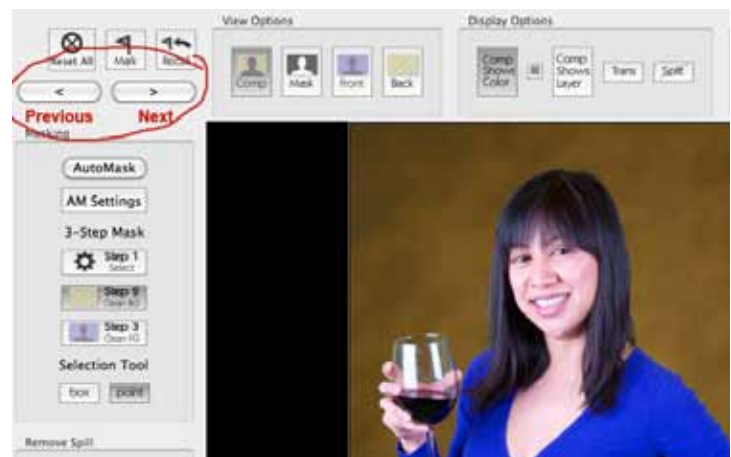 View Options
Display Options
Reset All
Mark
Recall
<
>
Previous
Next
Masking
Comp
Mask
Front
Back
Comp
Shows
Color
Comp
Shows
Layer
Trans
Split
AutoMask
AM Settings
3-Step Mask
Step 1
Select
Step 2
Clean BG
Step 3
Clean FG
Selection Tool
box
point
Remove Spill